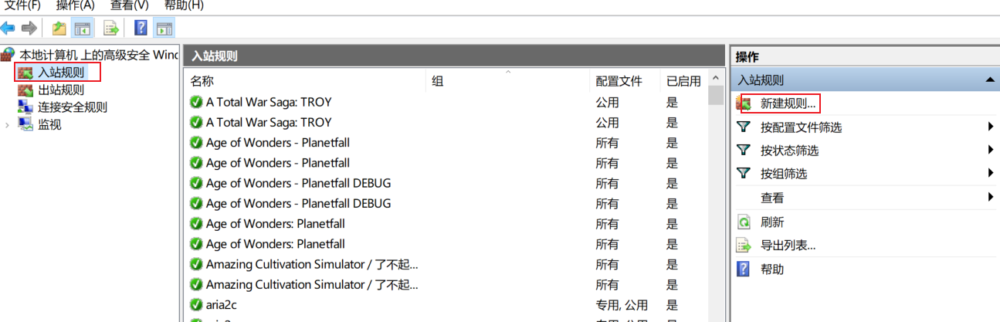 文件(F) 操作(A) 查看(V) 帮助(H)
本地计算机 上的高级安全 Wind
入站规则
出站规则
连接安全规则
监视
入站规则
名称 组 配置文件 已启用
A Total War Saga: TROY 公用 是
A Total War Saga: TROY 公用 是
Age of Wonders - Planetfall 所有 是
Age of Wonders - Planetfall 所有 是
Age of Wonders - Planetfall DEBUG 所有 是
Age of Wonders - Planetfall DEBUG 所有 是
Age of Wonders: Planetfall 所有 是
Age of Wonders: Planetfall 所有 是
Amazing Cultivation Simulator / 了不起... 所有 是
Amazing Cultivation Simulator / 了不起... 所有 是
aria2c 专用, 公用 是
操作
入站规则
新建规则...
按配置文件筛选
按状态筛选
按组筛选
查看
刷新
导出列表...
帮助